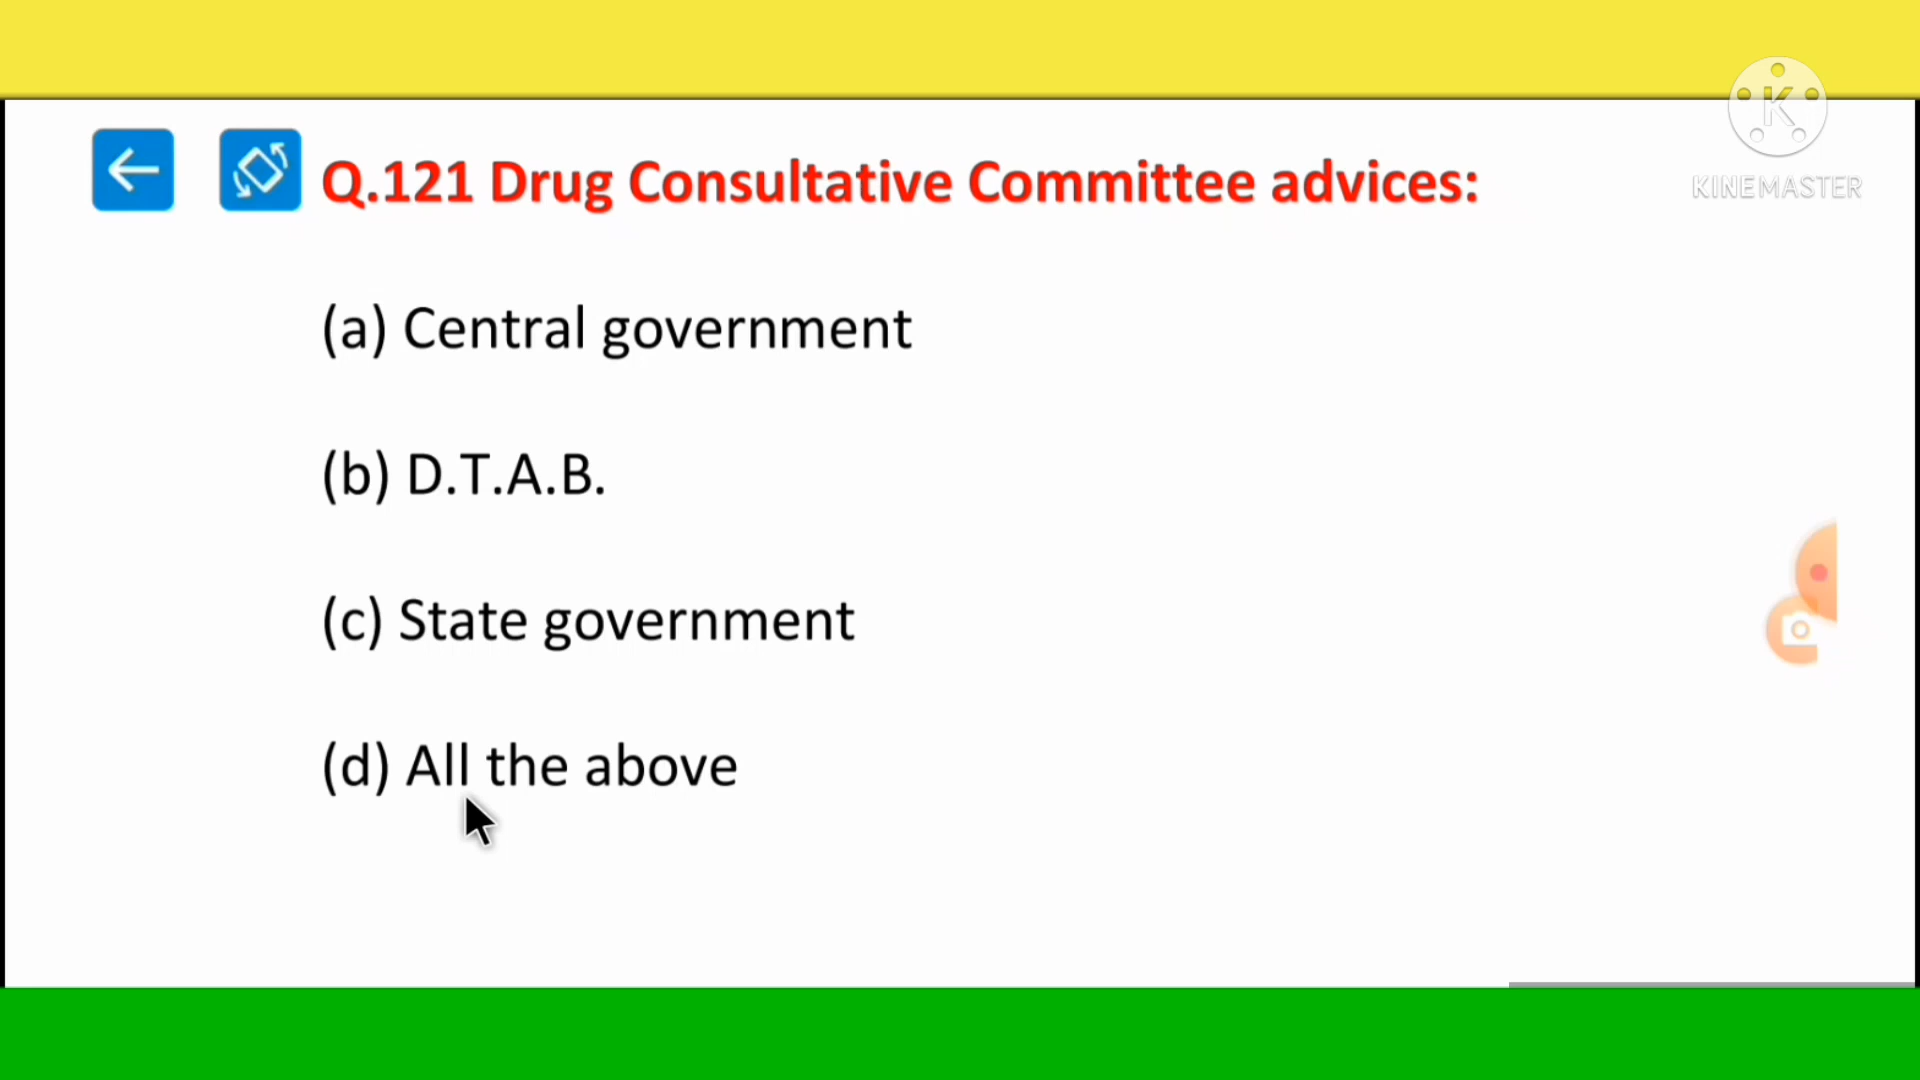 K
KINEMASTER
Q.121 Drug Consultative Committee advices:
(a) Central government
(b) D.T.A.B.
(c) State government
(d) All the above